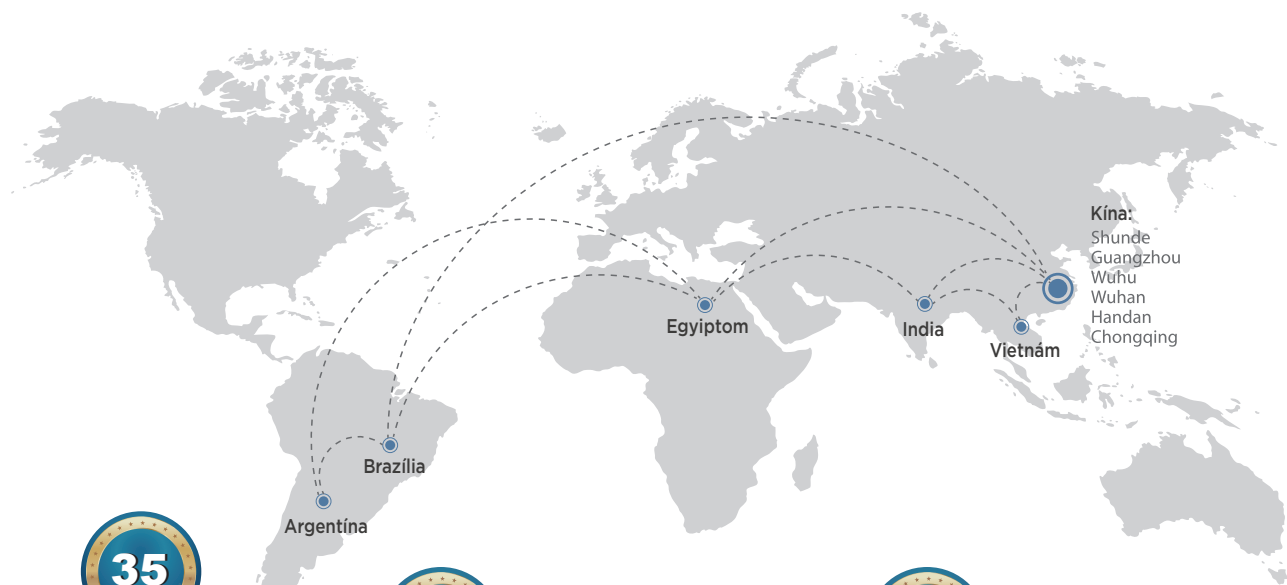 Kína:
Shunde
Guangzhou
Wuhu
Wuhan
Handan
Chongqing
Egyiptom
India
Vietnám
Brazília
Argentína
35